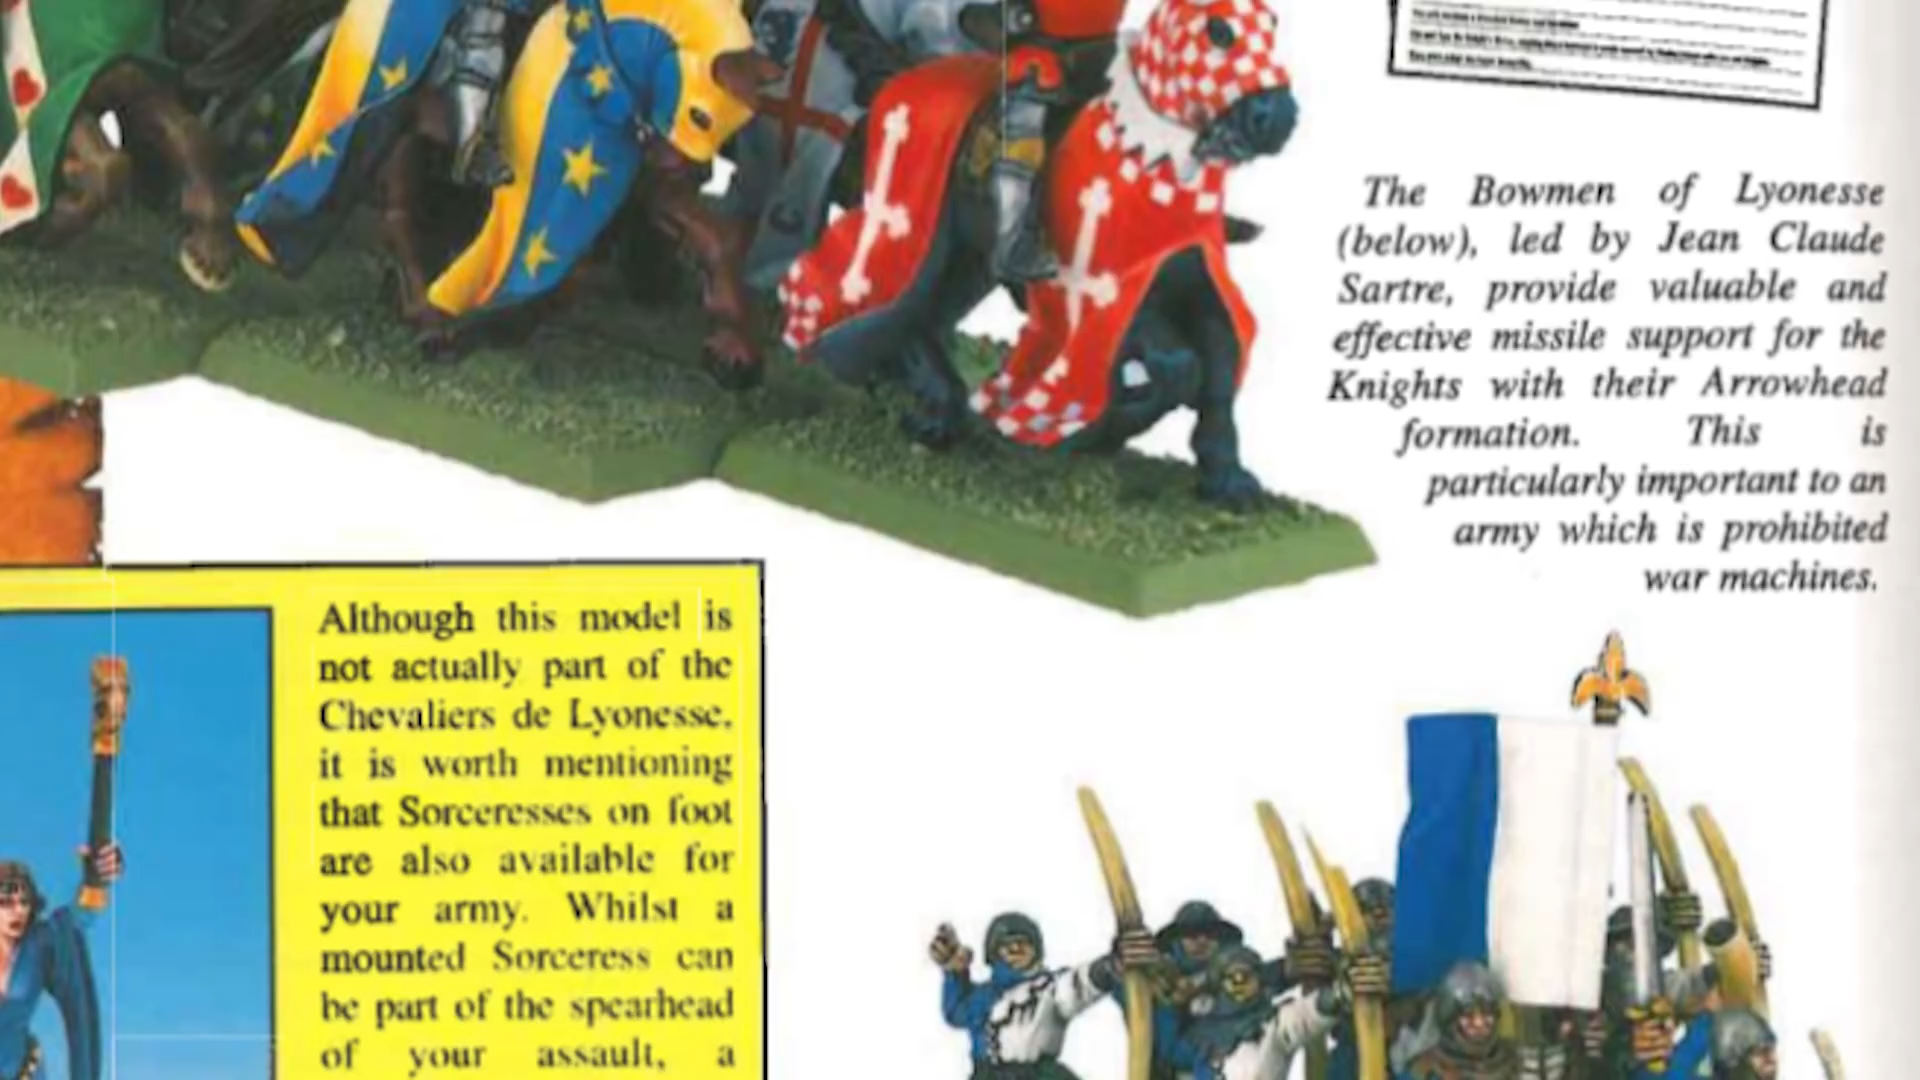 The Bowmen of Lyonesse
(below), led by Jean Claude
Sartre, provide valuable and
effective missile support for the
Knights with their Arrowhead
formation. This is
particularly important to an
army which is prohibited
war machines.
Although this model is
not actually part of the
Chevaliers de Lyonesse,
it is worth mentioning
that Sorceresses on foot
are also available for
your army. Whilst a
mounted Sorceress can
be part of the spearhead
of your assault, a